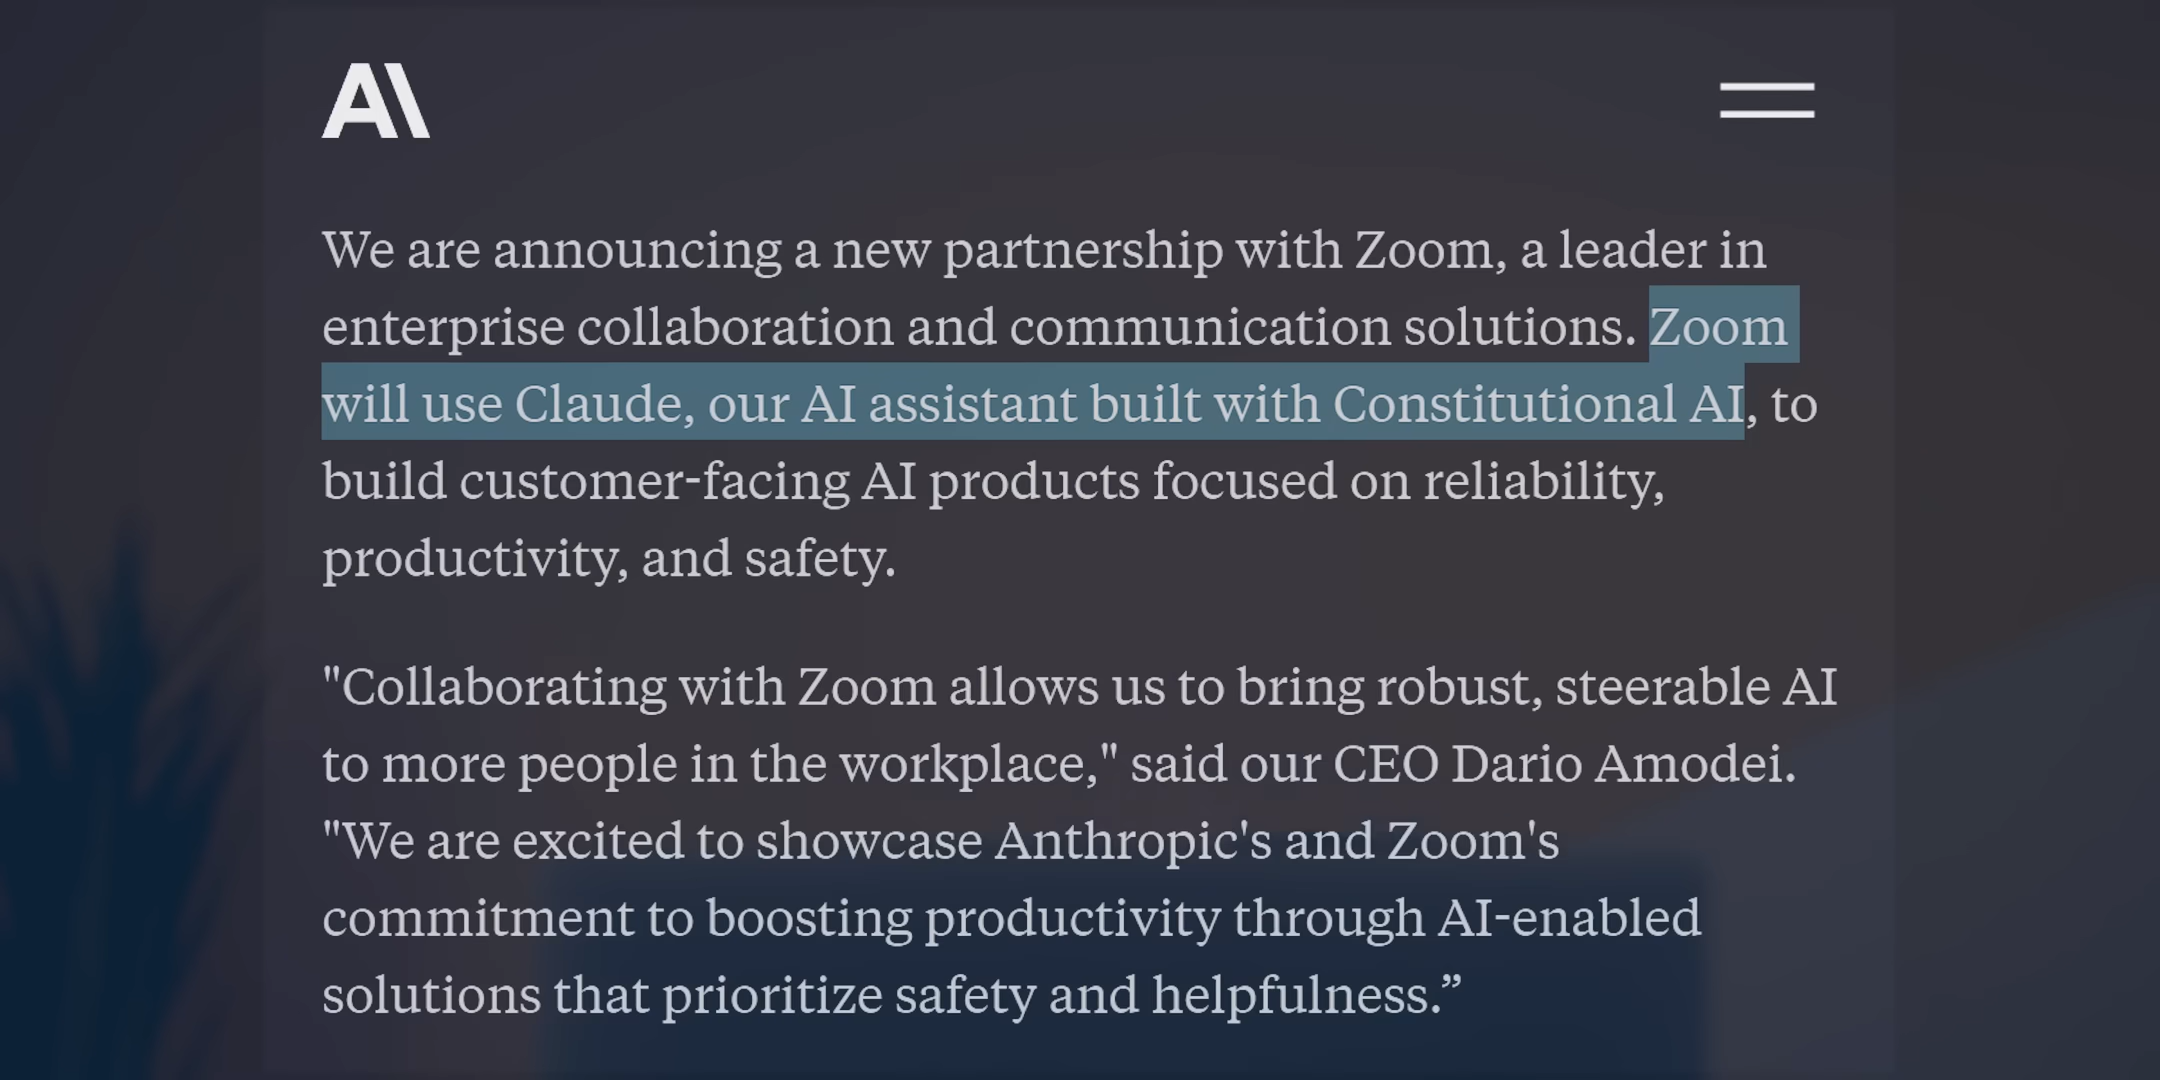 A\
We are announcing a new partnership with Zoom, a leader in
enterprise collaboration and communication solutions. Zoom
will use Claude, our AI assistant built with Constitutional AI, to
build customer-facing AI products focused on reliability,
productivity, and safety.
"Collaborating with Zoom allows us to bring robust, steerable AI
to more people in the workplace," said our CEO Dario Amodei.
"We are excited to showcase Anthropic's and Zoom's
commitment to boosting productivity through AI-enabled
solutions that prioritize safety and helpfulness.”